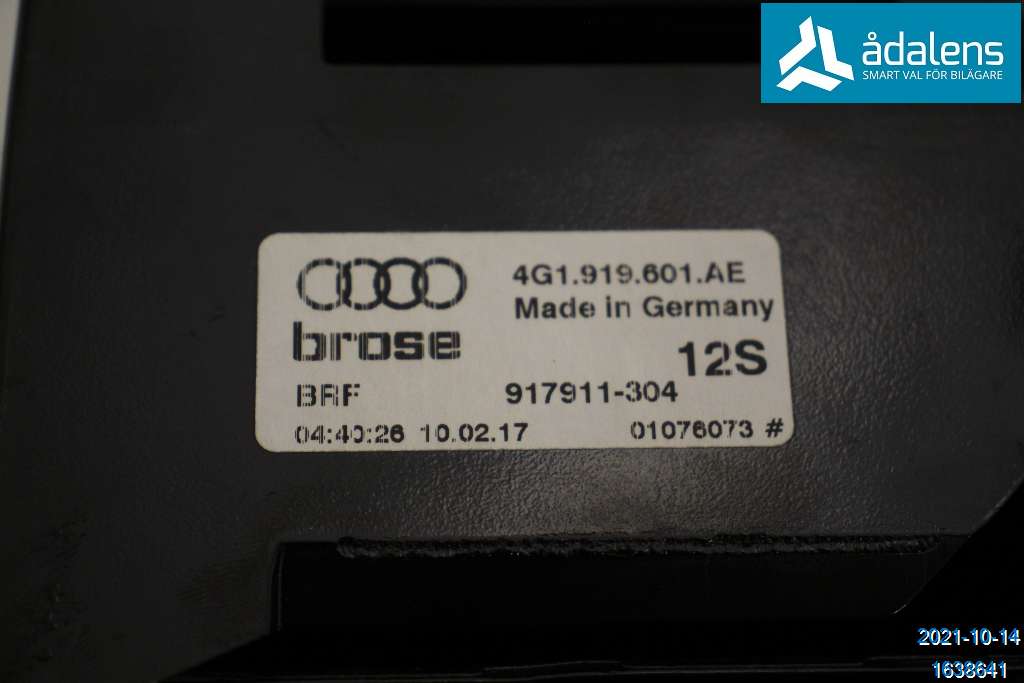 ådalens
SMART VAL FÖR BILÄGARE
4G1.919.601.AE
Made in Germany
brose
12S
BRF 917911-304
04:40:26 10.02.17 01076073 #
2021-10-14
1638641